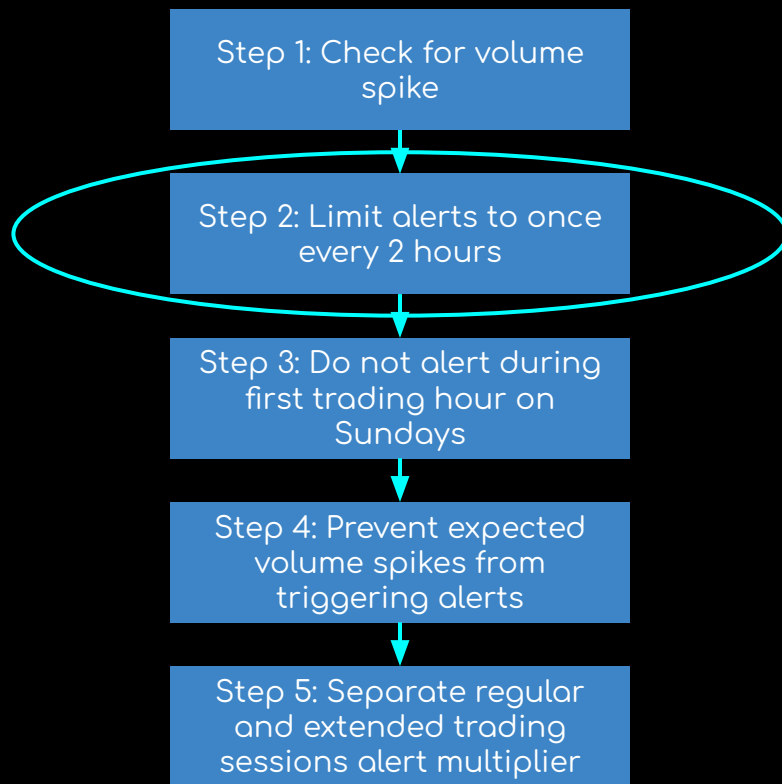 Step 1: Check for volume
spike
Step 2: Limit alerts to once
every 2 hours
Step 3: Do not alert during
first trading hour on
Sundays
Step 4: Prevent expected
volume spikes from
triggering alerts
Step 5: Separate regular
and extended trading
sessions alert multiplier